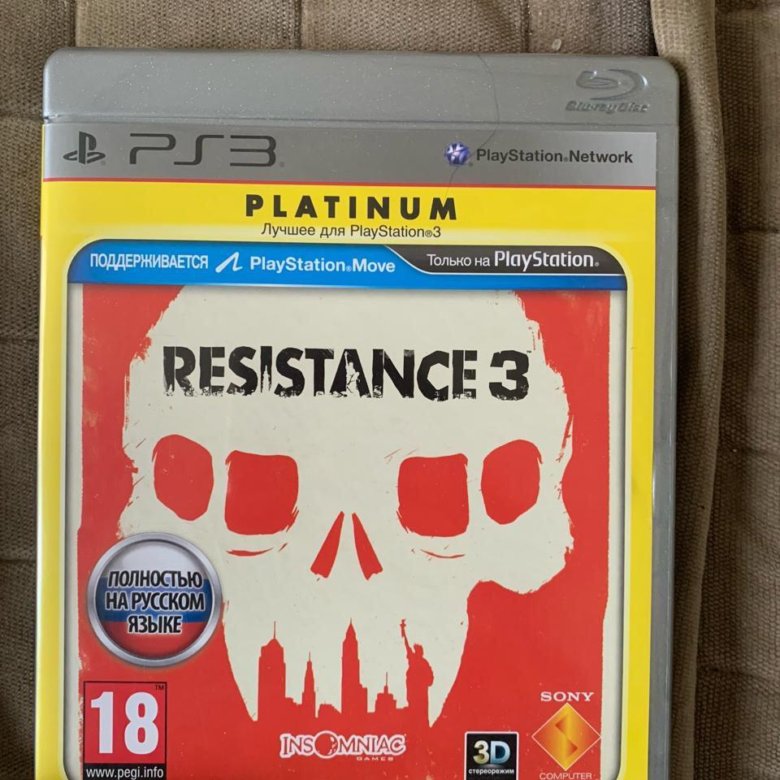 Blu-ray Disc
PS3
PlayStation®Network
PLATINUM
Лучшее для PlayStation®3
ПОДДЕРЖИВАЕТСЯ PlayStation®Move
Только на PlayStation®
RESISTANCE 3™
ПОЛНОСТЬЮ
НА РУССКОМ
ЯЗЫКЕ
18
www.pegi.info
INSOMNIAC
GAMES
3D
стереорежим
SONY
COMPUTER